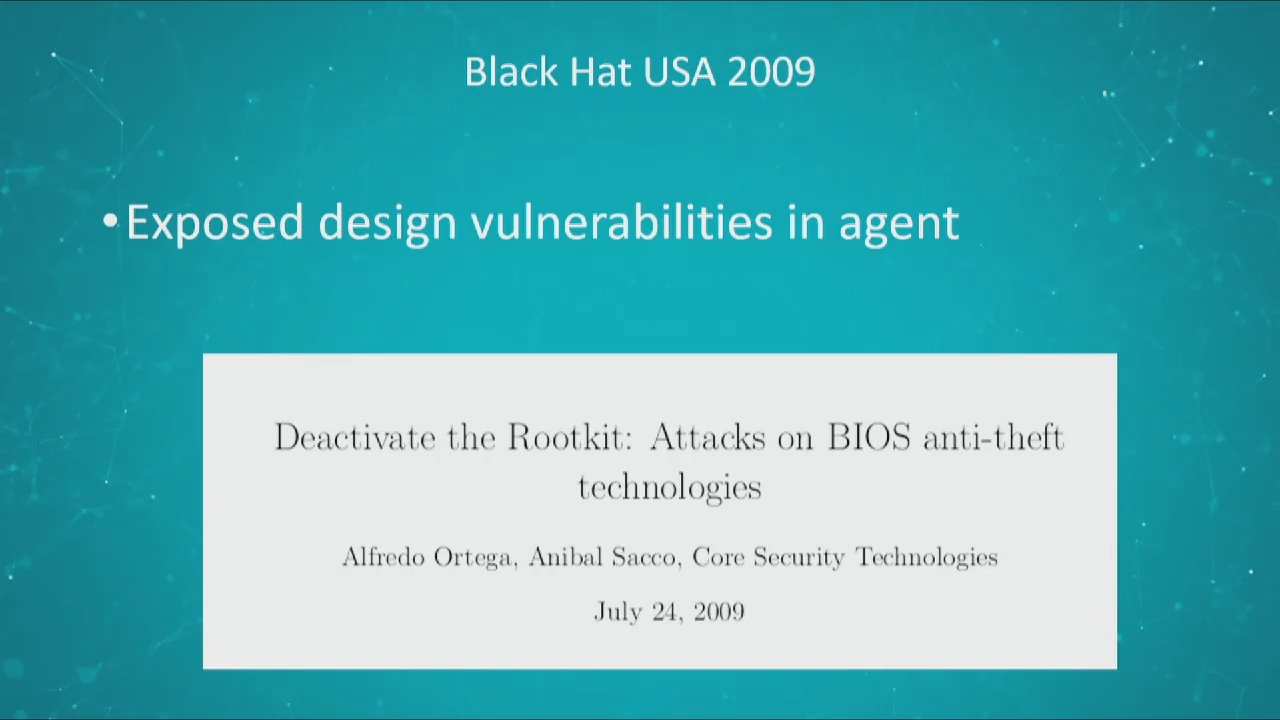 Black Hat USA 2009
•Exposed design vulnerabilities in agent
Deactivate the Rootkit: Attacks on BIOS anti-theft
technologies
Alfredo Ortega, Anibal Sacco, Core Security Technologies
July 24, 2009